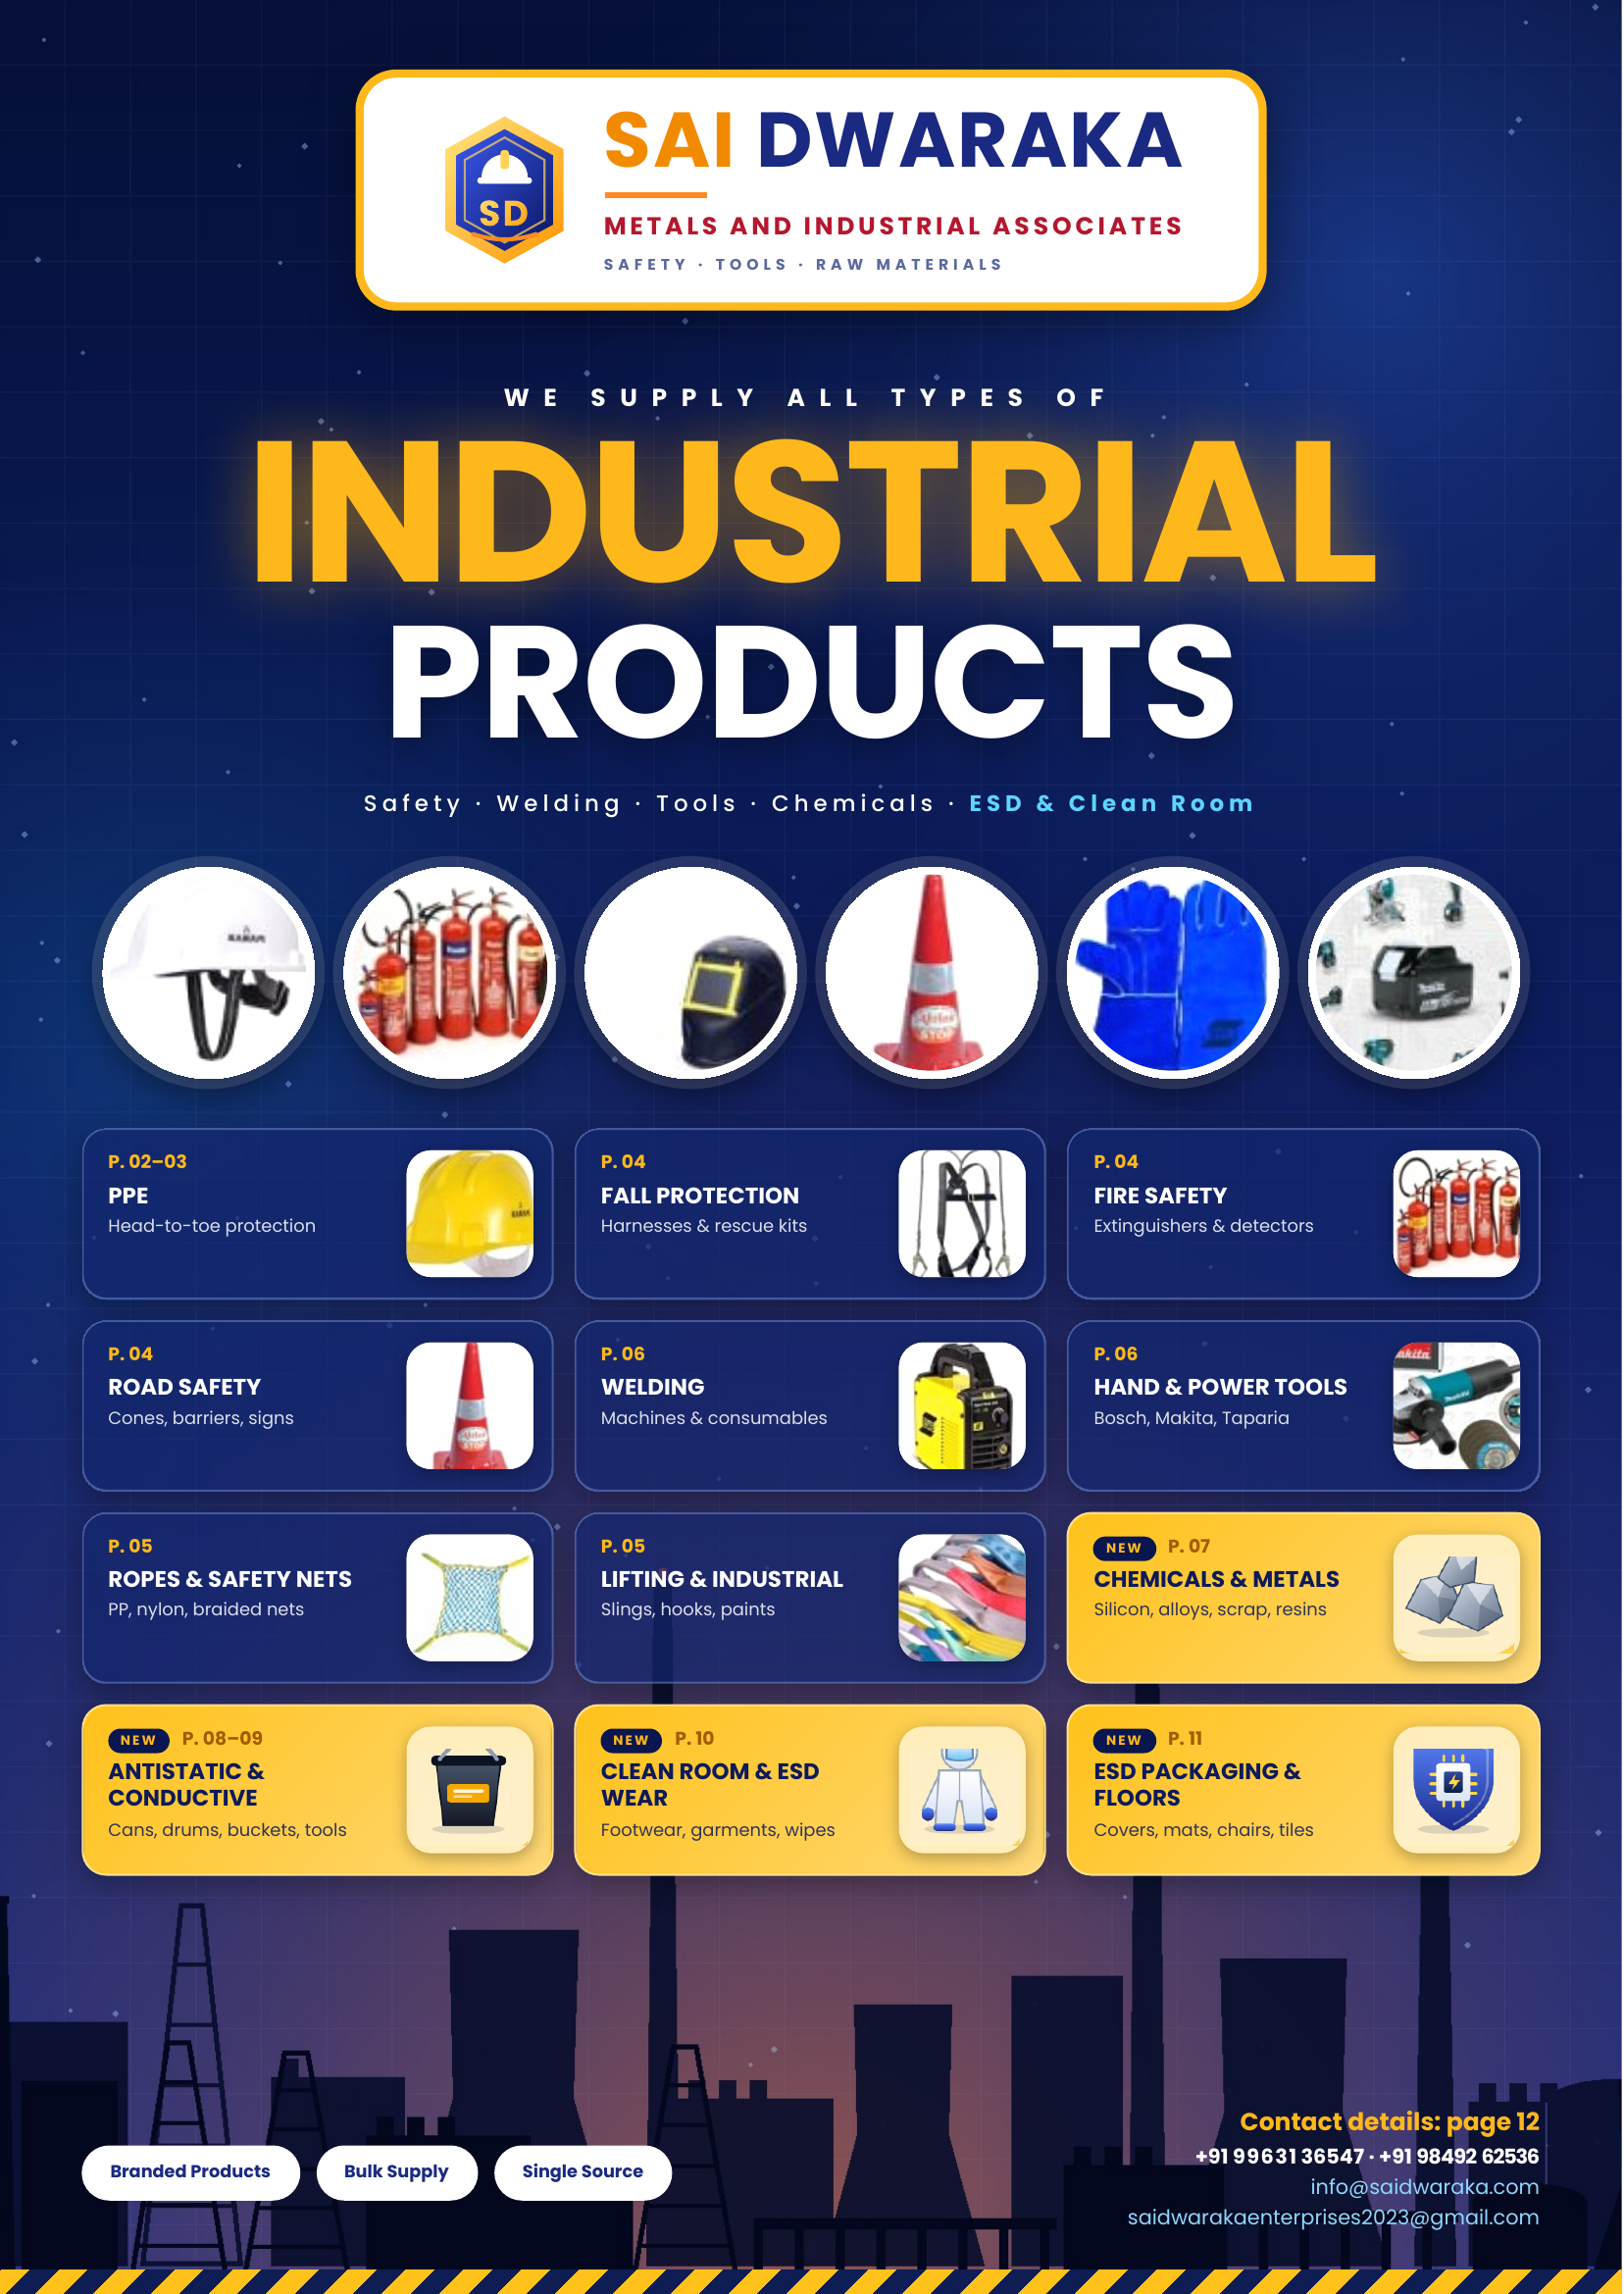 SD
SAI DWARAKA
METALS AND INDUSTRIAL ASSOCIATES
SAFETY · TOOLS · RAW MATERIALS
WE SUPPLY ALL TYPES OF
INDUSTRIAL
PRODUCTS
Safety · Welding · Tools · Chemicals · ESD & Clean Room
KARAM
P. 02–03
PPE
Head-to-toe protection
P. 04
FALL PROTECTION
Harnesses & rescue kits
P. 04
FIRE SAFETY
Extinguishers & detectors
P. 04
ROAD SAFETY
Cones, barriers, signs
P. 06
WELDING
Machines & consumables
P. 06
HAND & POWER TOOLS
Bosch, Makita, Taparia
P. 05
ROPES & SAFETY NETS
PP, nylon, braided nets
P. 05
LIFTING & INDUSTRIAL
Slings, hooks, paints
NEW P. 07
CHEMICALS & METALS
Silicon, alloys, scrap, resins
NEW P. 08–09
ANTISTATIC &
CONDUCTIVE
Cans, drums, buckets, tools
NEW P. 10
CLEAN ROOM & ESD
WEAR
Footwear, garments, wipes
NEW P. 11
ESD PACKAGING &
FLOORS
Covers, mats, chairs, tiles
Branded Products
Bulk Supply
Single Source
Contact details: page 12
+91 99631 36547 · +91 98492 62536
info@saidwaraka.com
saidwarakaenterprises2023@gmail.com